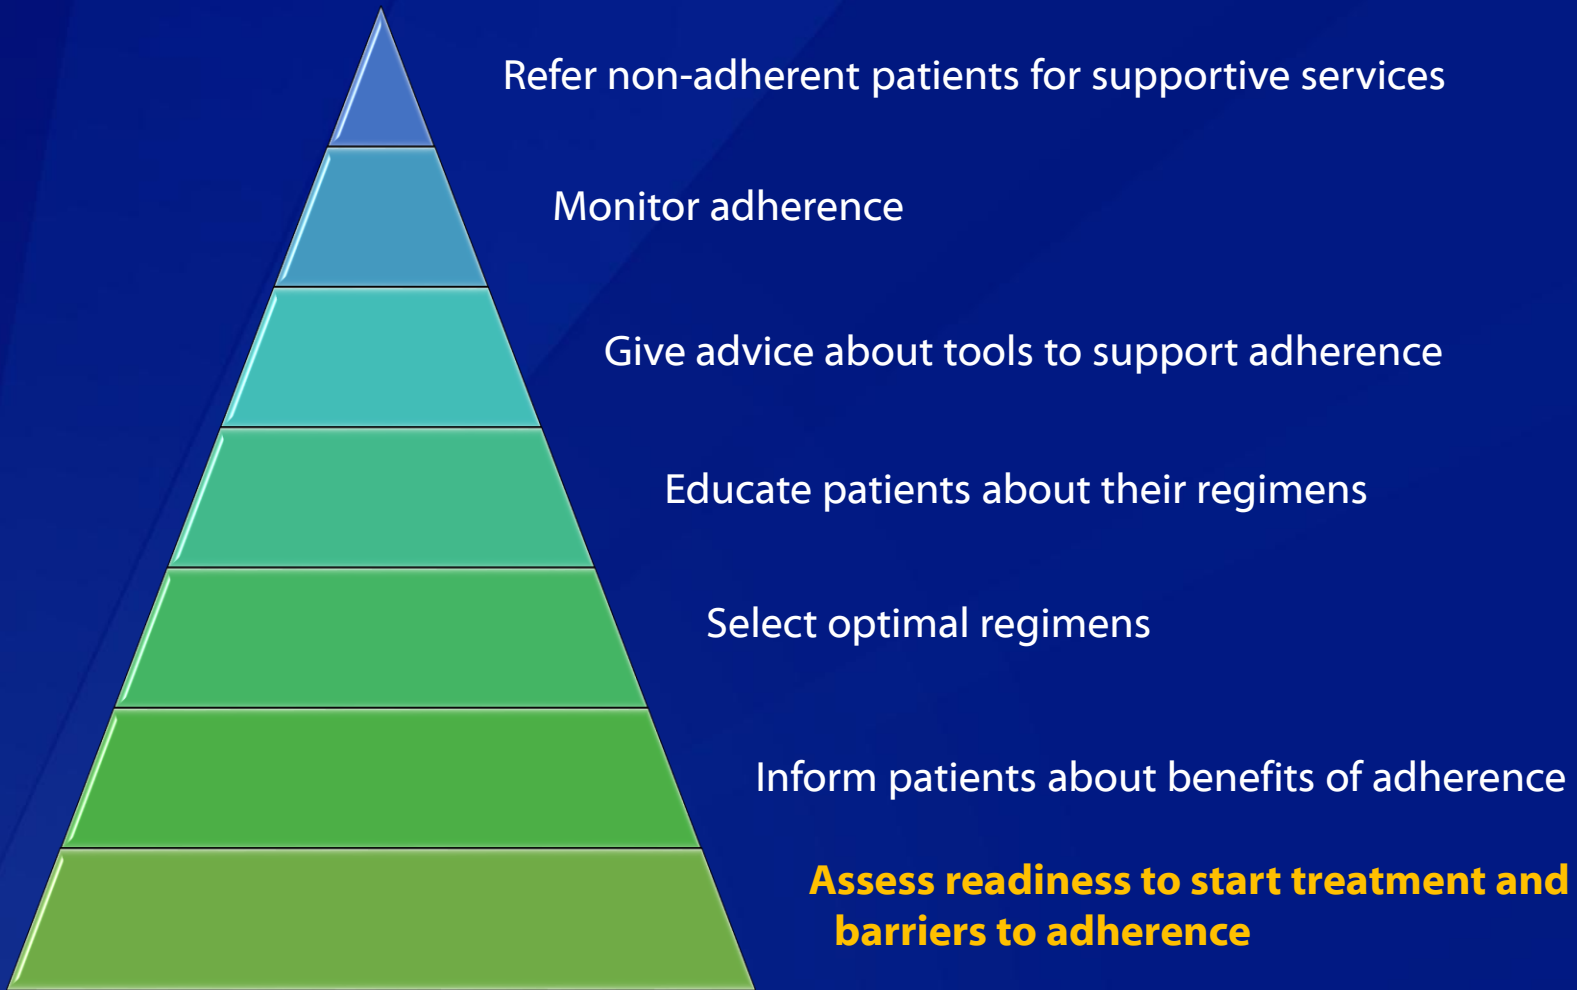 Refer non-adherent patients for supportive services
Monitor adherence
Give advice about tools to support adherence
Educate patients about their regimens
Select optimal regimens
Inform patients about benefits of adherence
Assess readiness to start treatment and
barriers to adherence